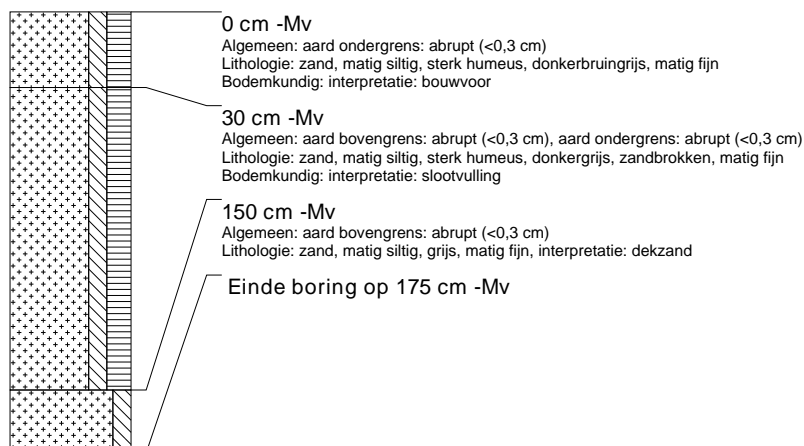 0 cm -Mv
Algemeen: aard ondergrens: abrupt (<0,3 cm)
Lithologie: zand, matig siltig, sterk humeus, donkerbruingrijs, matig fijn
Bodemkundig: interpretatie: bouwvoor
30 cm -Mv
Algemeen: aard bovengrens: abrupt (<0,3 cm), aard ondergrens: abrupt (<0,3 cm)
Lithologie: zand, matig siltig, sterk humeus, donkergrijs, zandbrokken, matig fijn
Bodemkundig: interpretatie: slootvulling
150 cm -Mv
Algemeen: aard bovengrens: abrupt (<0,3 cm)
Lithologie: zand, matig siltig, grijs, matig fijn, interpretatie: dekzand
Einde boring op 175 cm -Mv